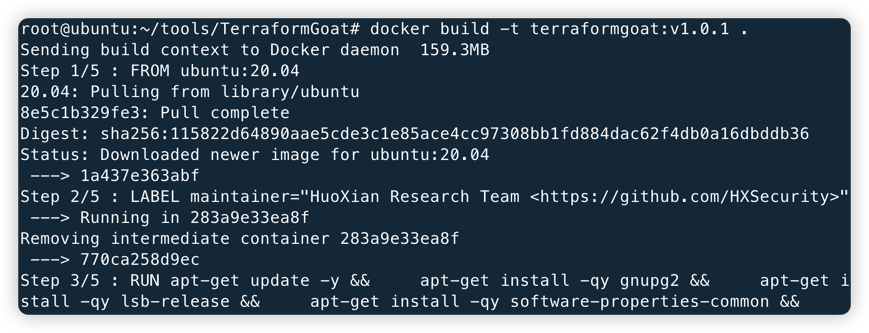 root@ubuntu:~/tools/TerraformGoat# docker build -t terraformgoat:v1.0.1 .
Sending build context to Docker daemon  159.3MB
Step 1/5 : FROM ubuntu:20.04
20.04: Pulling from library/ubuntu
8e5c1b329fe3: Pull complete
Digest: sha256:115822d64890aae5cde3c1e85ace4cc97308bb1fd884dac62f4db0a16dbddb36
Status: Downloaded newer image for ubuntu:20.04
 ---> 1a437e363abf
Step 2/5 : LABEL maintainer="HuoXian Research Team <https://github.com/HXSecurity>"
 ---> Running in 283a9e33ea8f
Removing intermediate container 283a9e33ea8f
 ---> 770ca258d9ec
Step 3/5 : RUN apt-get update -y &&     apt-get install -qy gnupg2 &&     apt-get i
stall -qy lsb-release &&     apt-get install -qy software-properties-common &&